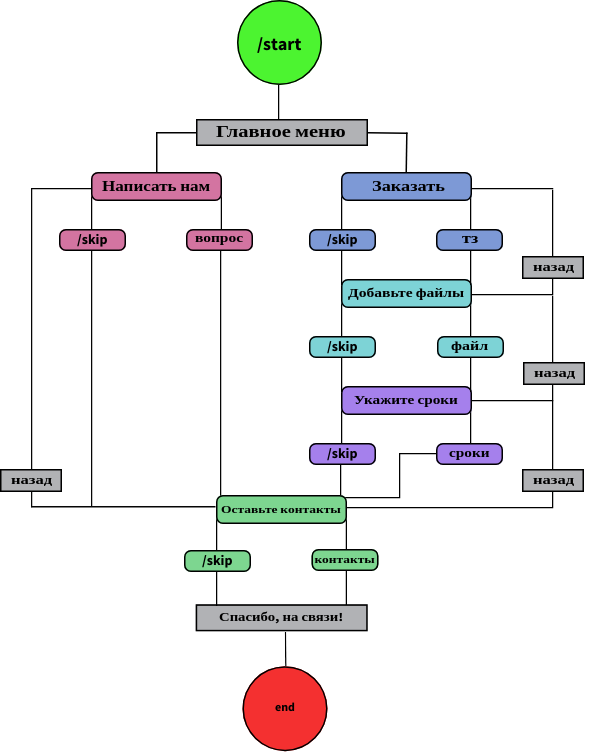 /start
Главное меню
Написать нам
Заказать
/skip
вопрос
/skip
тз
назад
Добавьте файлы
/skip
файл
назад
Укажите сроки
/skip
сроки
назад
назад
Оставьте контакты
/skip
контакты
Спасибо, на связи!
end